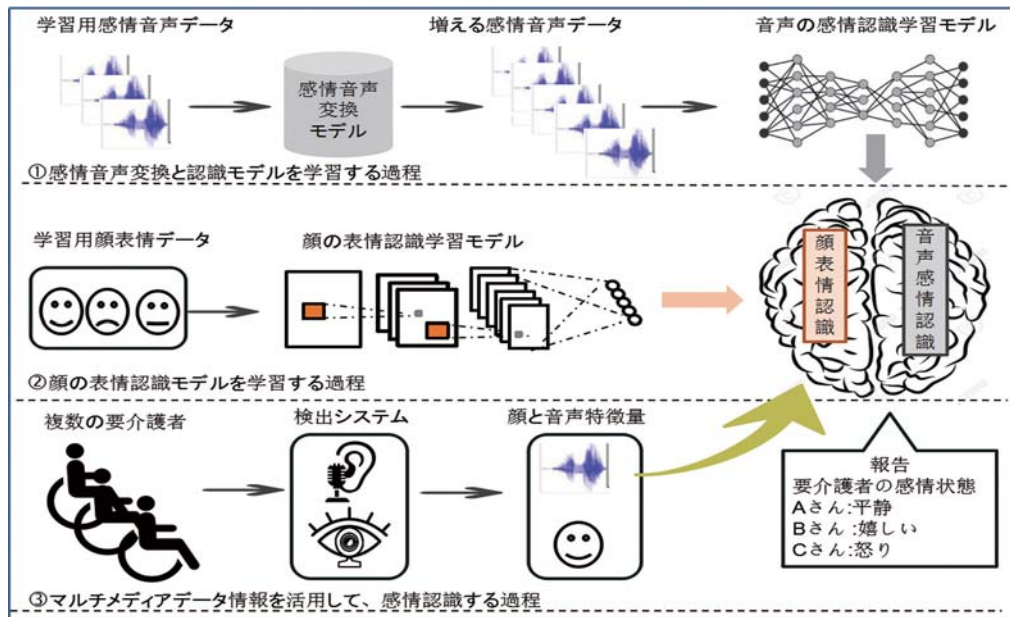 学習用感情音声データ
増える感情音声データ
音声の感情認識学習モデル
感情音声
変換
モデル
①感情音声変換と認識モデルを学習する過程
学習用顔表情データ
顔の表情認識学習モデル
顔表情認識
音声感情認識
②顔の表情認識モデルを学習する過程
複数の要介護者
検出システム
顔と音声特徴量
報告
要介護者の感情状態
Aさん:平静
Bさん:嬉しい
Cさん:怒り
③マルチメディアデータ情報を活用して、感情認識する過程